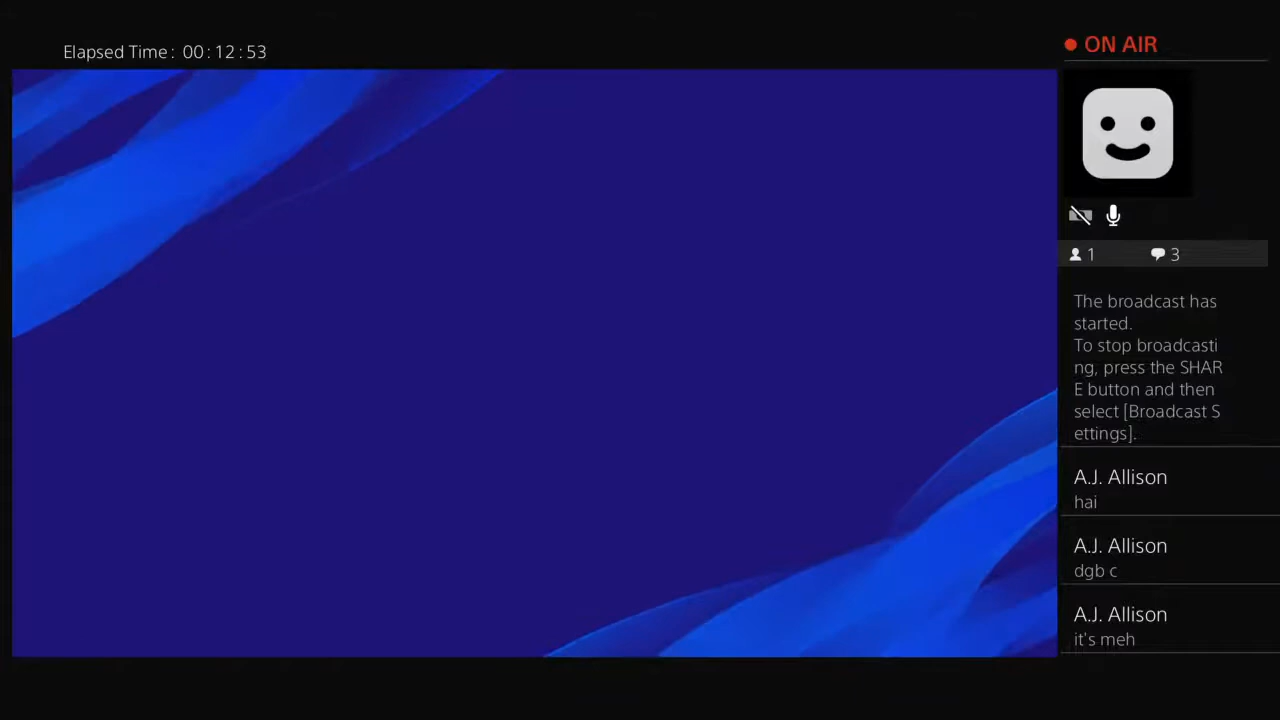 Elapsed Time: 00:12:53
ON AIR
1 3
The broadcast has
started.
To stop broadcasti
ng, press the SHAR
E button and then
select [Broadcast S
ettings].
A.J. Allison
hai
A.J. Allison
dgb c
A.J. Allison
it's meh